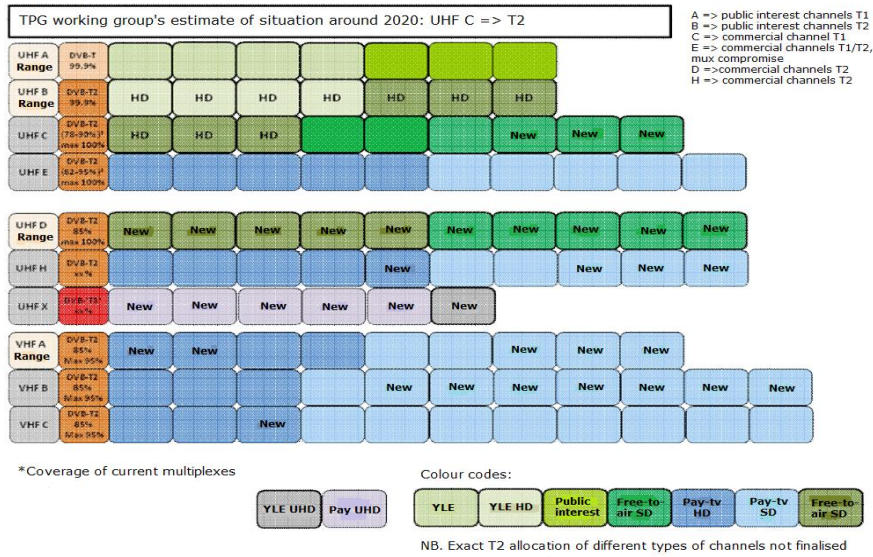 TPG working group's estimate of situation around 2020: UHF C => T2
A => public interest channels T1
B => public interest channels T2
C => commercial channel T1
E => commercial channels T1/T2,
mux compromise
D =>commercial channels T2
H => commercial channels T2
UHF A
Range
DVB-T
99.9%
UHF B
Range
DVB-T2
99.9%
HD HD HD HD HD HD HD
UHF C
DVB-T2
(78-90%)*
max 100%
HD HD HD New New New
UHF E
DVB-T2
(82-95%)*
max 100%
UHF D
Range
DVB-T2
85%
max 100%
New New New New New New New New New New
UHF H
DVB-T2
xx%
New New New New
UHF X
DVB-"T3"
xx%
New New New New New New
VHF A
Range
DVB-T2
85%
Max 95%
New New New New New
VHF B
DVB-T2
85%
Max 95%
New New New New New New New
VHF C
DVB-T2
85%
Max 95%
New
*Coverage of current multiplexes
Colour codes:
YLE UHD
Pay UHD
YLE
YLE HD
Public
interest
Free-to-
air SD
Pay-tv
HD
Pay-tv
SD
Free-to-
air SD
NB. Exact T2 allocation of different types of channels not finalised